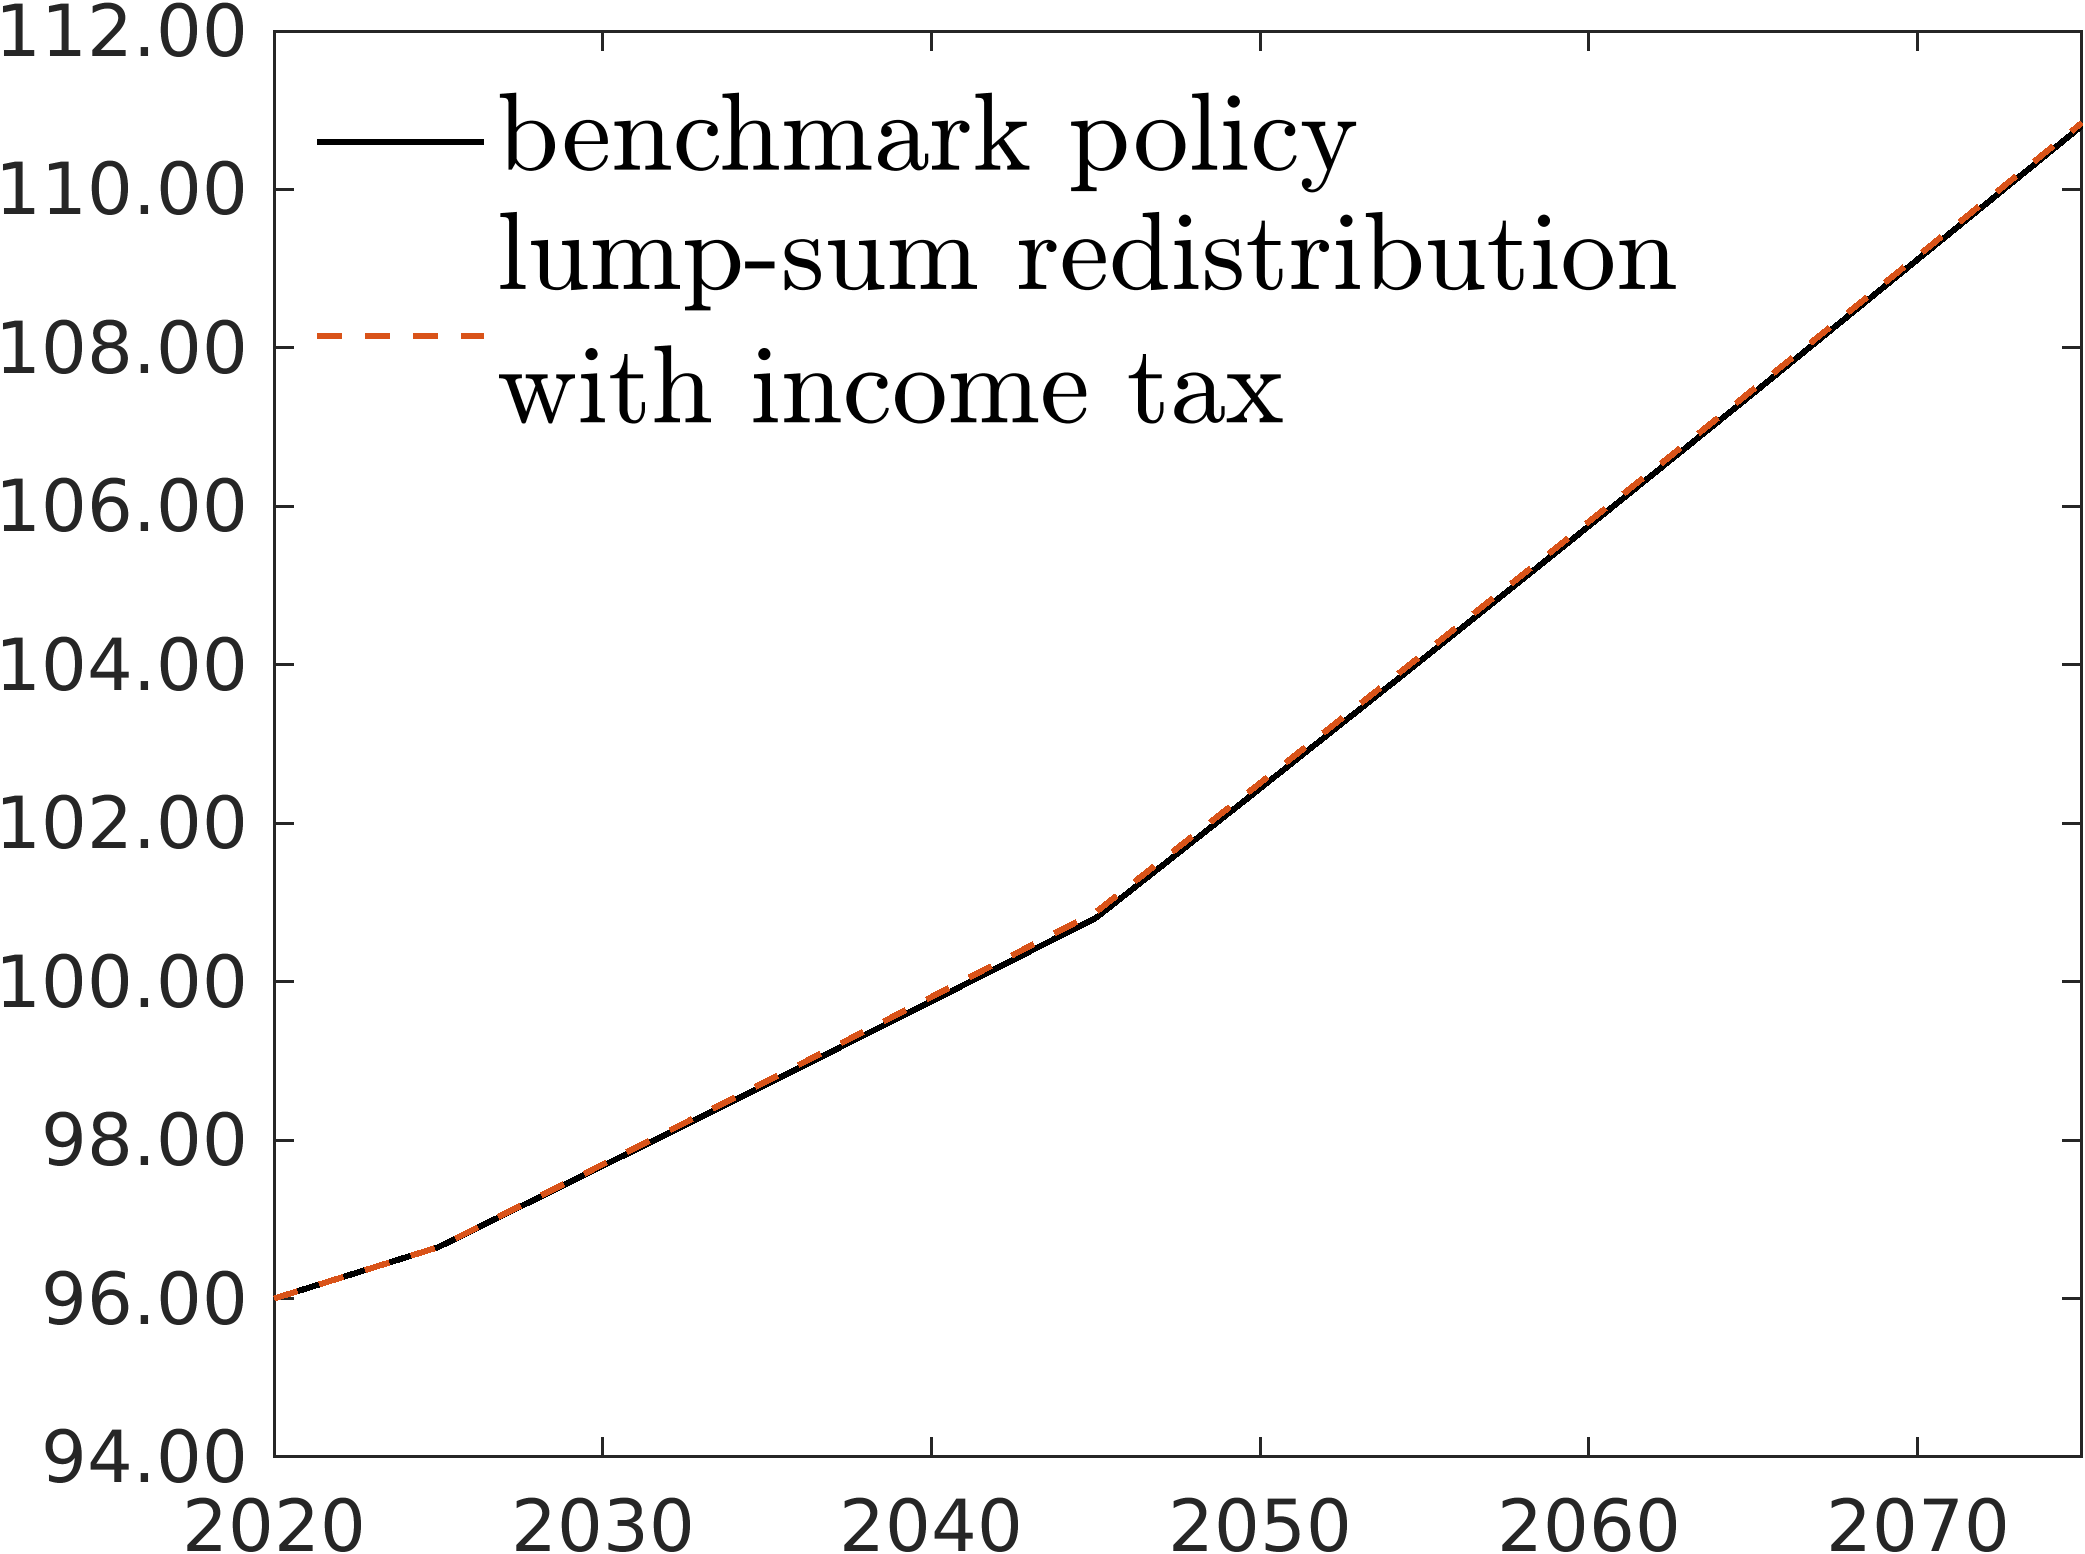 112.00
benchmark policy
110.00
lump-sum redistribution
108.00
with income tax
106.00
104.00
102.00
100.00
98.00
96.00
94.00
2020 2030 2040 2050 2060 2070